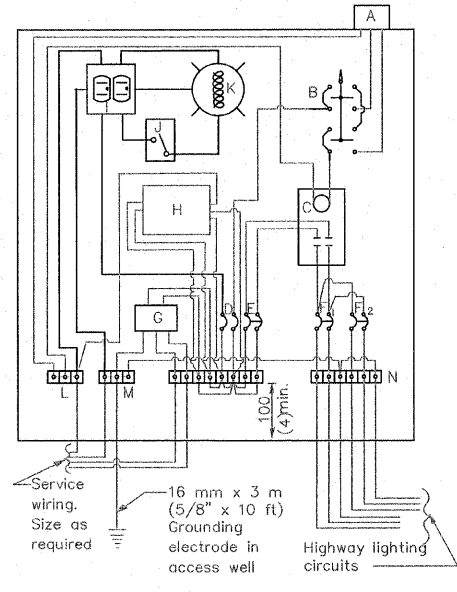 A
B
K
J
C
H
D
E
F
F2
G
L
M
N
100
(4)min.
Service
wiring.
Size as
required
16 mm x 3 m
(5/8" x 10 ft)
Grounding
electrode in
access well
Highway lighting
circuits